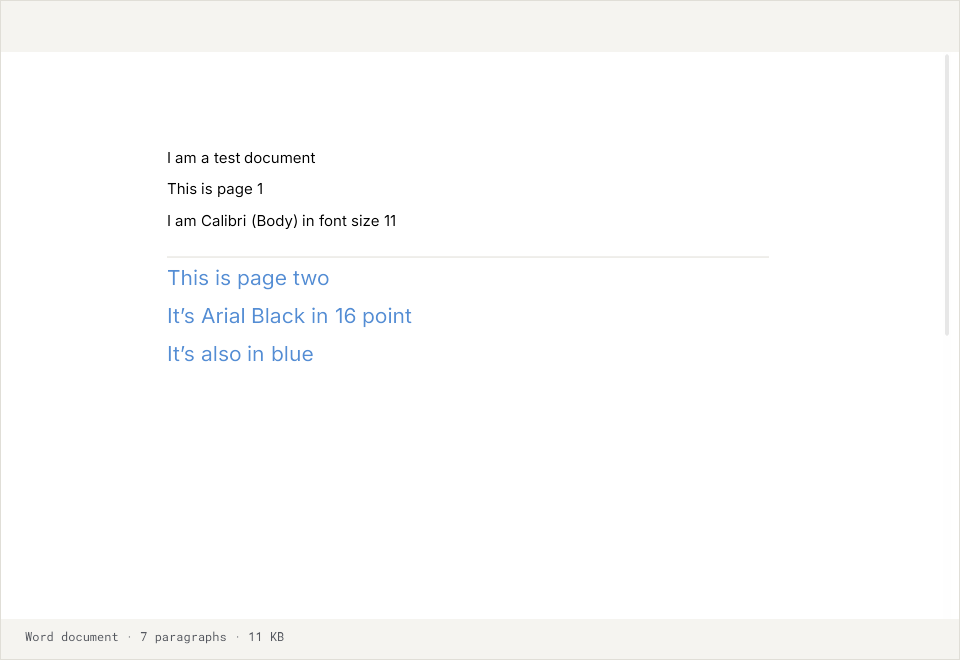 I am a test document
This is page 1
I am Calibri (Body) in font size 11
This is page two
It’s Arial Black in 16 point
It’s also in blue
Word document · 7 paragraphs · 11 KB